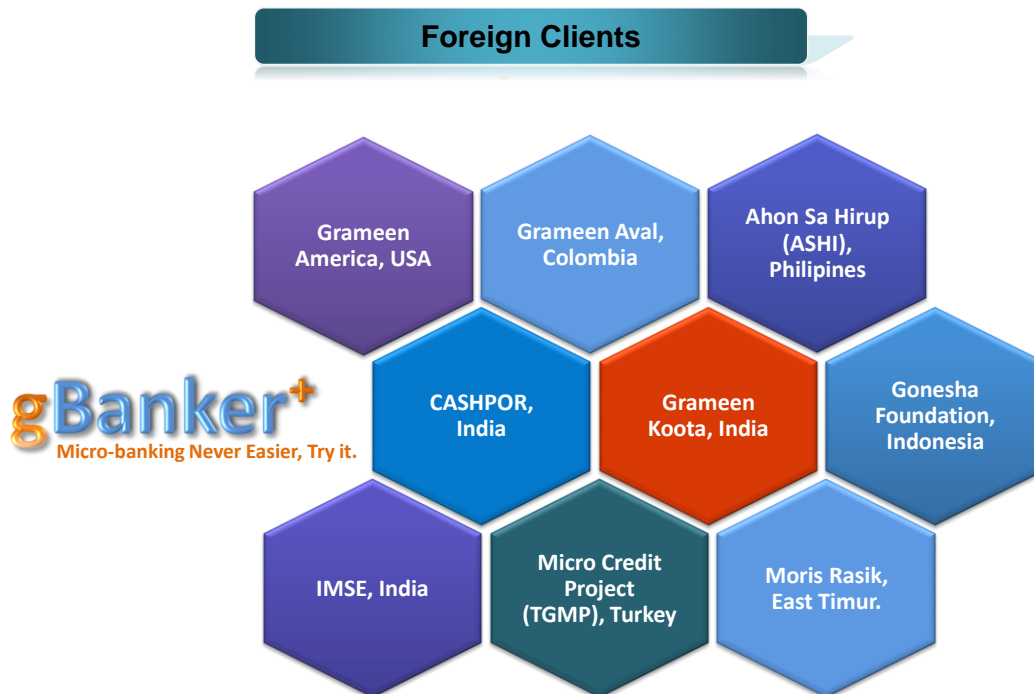 Foreign Clients
Grameen
America, USA
Grameen Aval,
Colombia
Ahon Sa Hirup
(ASHI),
Philipines
gBanker+
Micro-banking Never Easier, Try it.
CASHPOR,
India
Grameen
Koota, India
Gonesha
Foundation,
Indonesia
IMSE, India
Micro Credit
Project
(TGMP), Turkey
Moris Rasik,
East Timur.